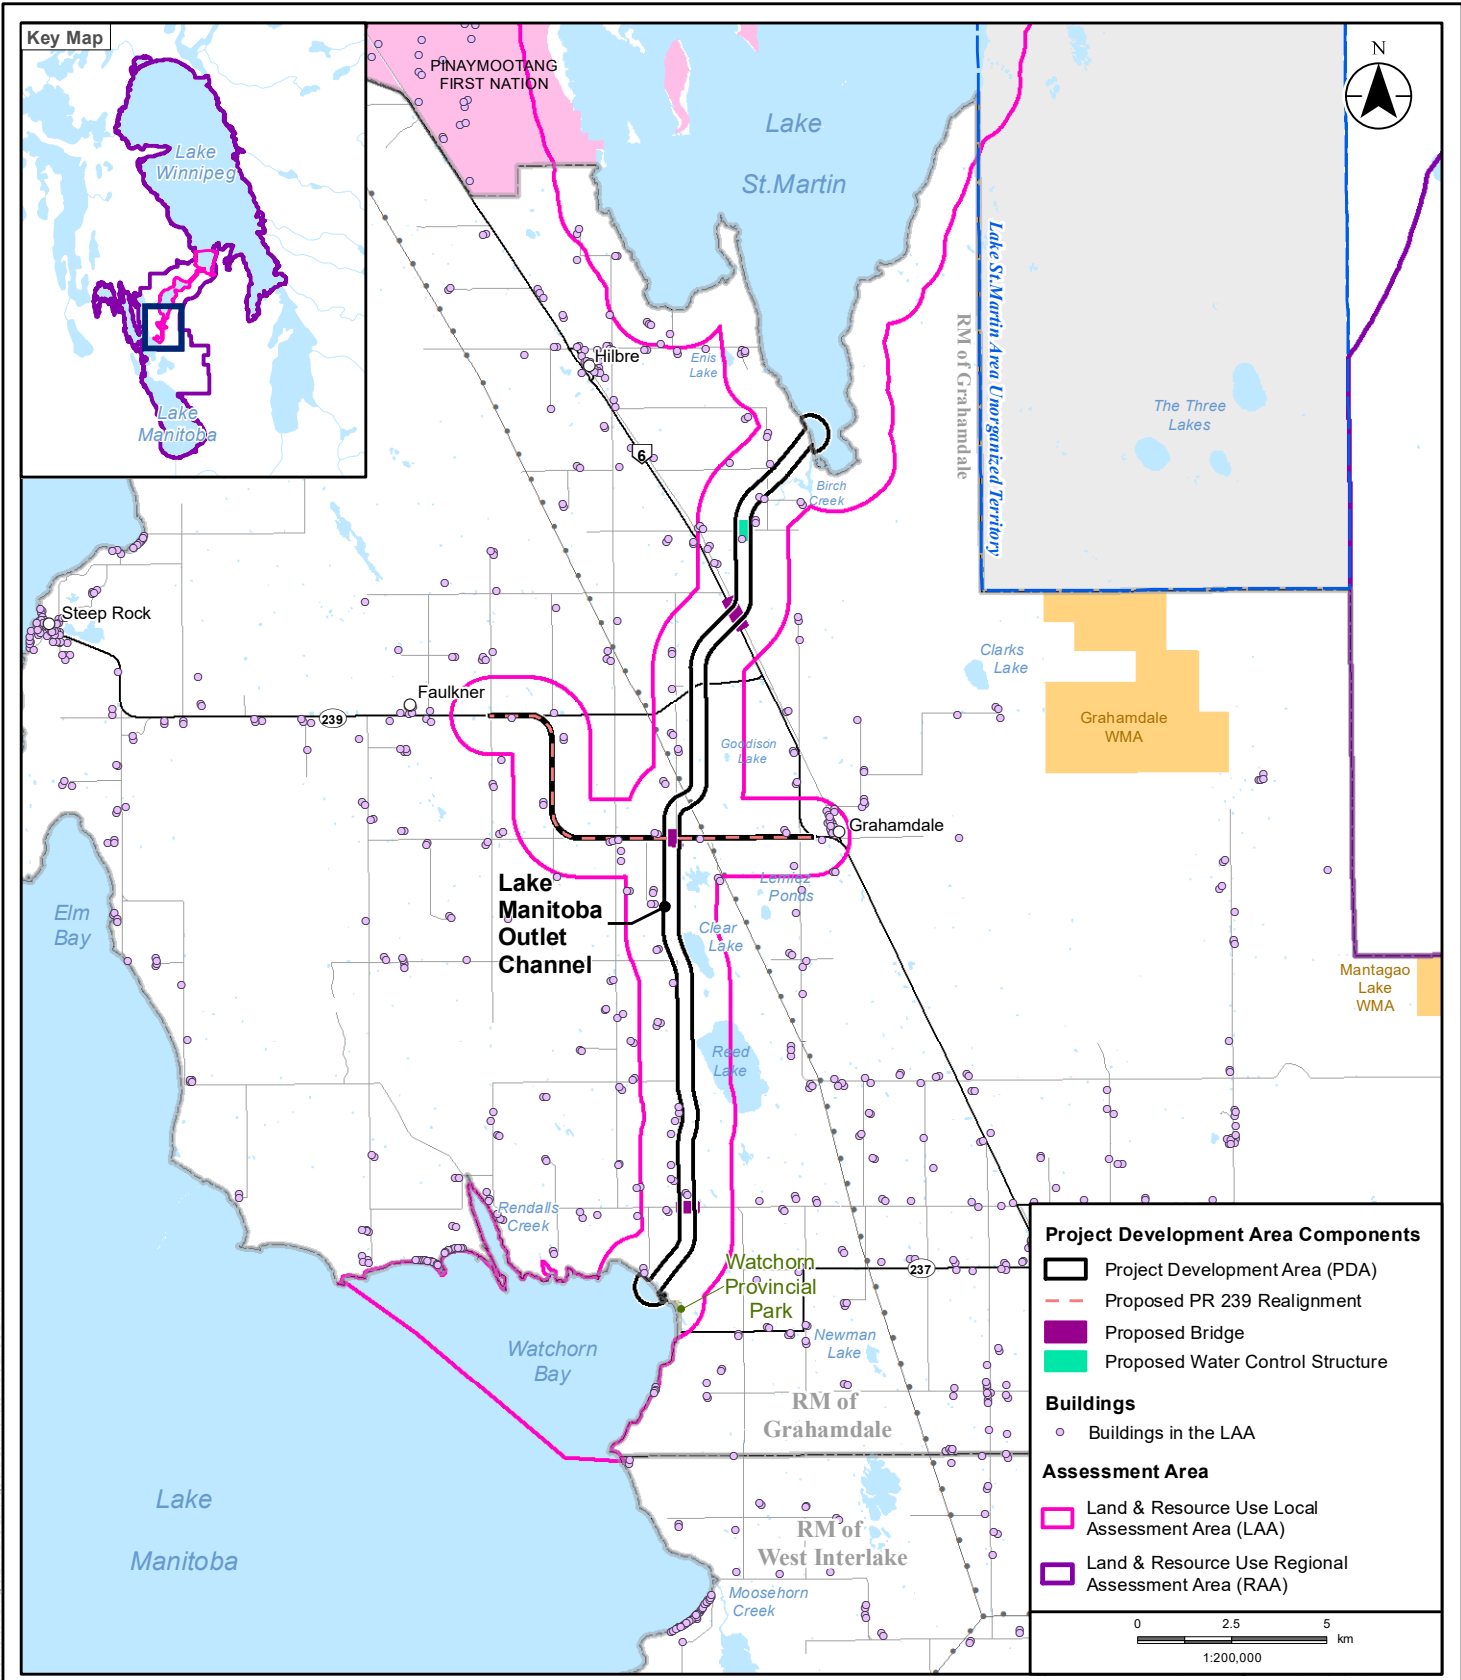 Key Map
Lake
Winnipeg
Lake
Manitoba
PINAYMOOTANG
FIRST NATION
Lake
St.Martin
N
Lake St.Martin Area Unorganized Territory
RM of Grahamdale
Hilbre
Enis
Lake
The Three
Lakes
6
Birch
Creek
Steep Rock
Clarks
Lake
Faulkner
239
Grahamdale
WMA
Goodison
Lake
Grahamdale
Lemiez
Ponds
Lake
Manitoba
Outlet
Channel
Elm
Bay
Clear
Lake
Mantagao
Lake
WMA
Reed
Lake
Rendalls
Creek
Watchorn
Provincial
Park
237
Watchorn
Bay
Newman
Lake
RM of
Grahamdale
Lake
Manitoba
RM of
West Interlake
Moosehorn
Creek
Project Development Area Components
Project Development Area (PDA)
Proposed PR 239 Realignment
Proposed Bridge
Proposed Water Control Structure
Buildings
Buildings in the LAA
Assessment Area
Land & Resource Use Local
Assessment Area (LAA)
Land & Resource Use Regional
Assessment Area (RAA)
0 2.5 5
km
1:200,000